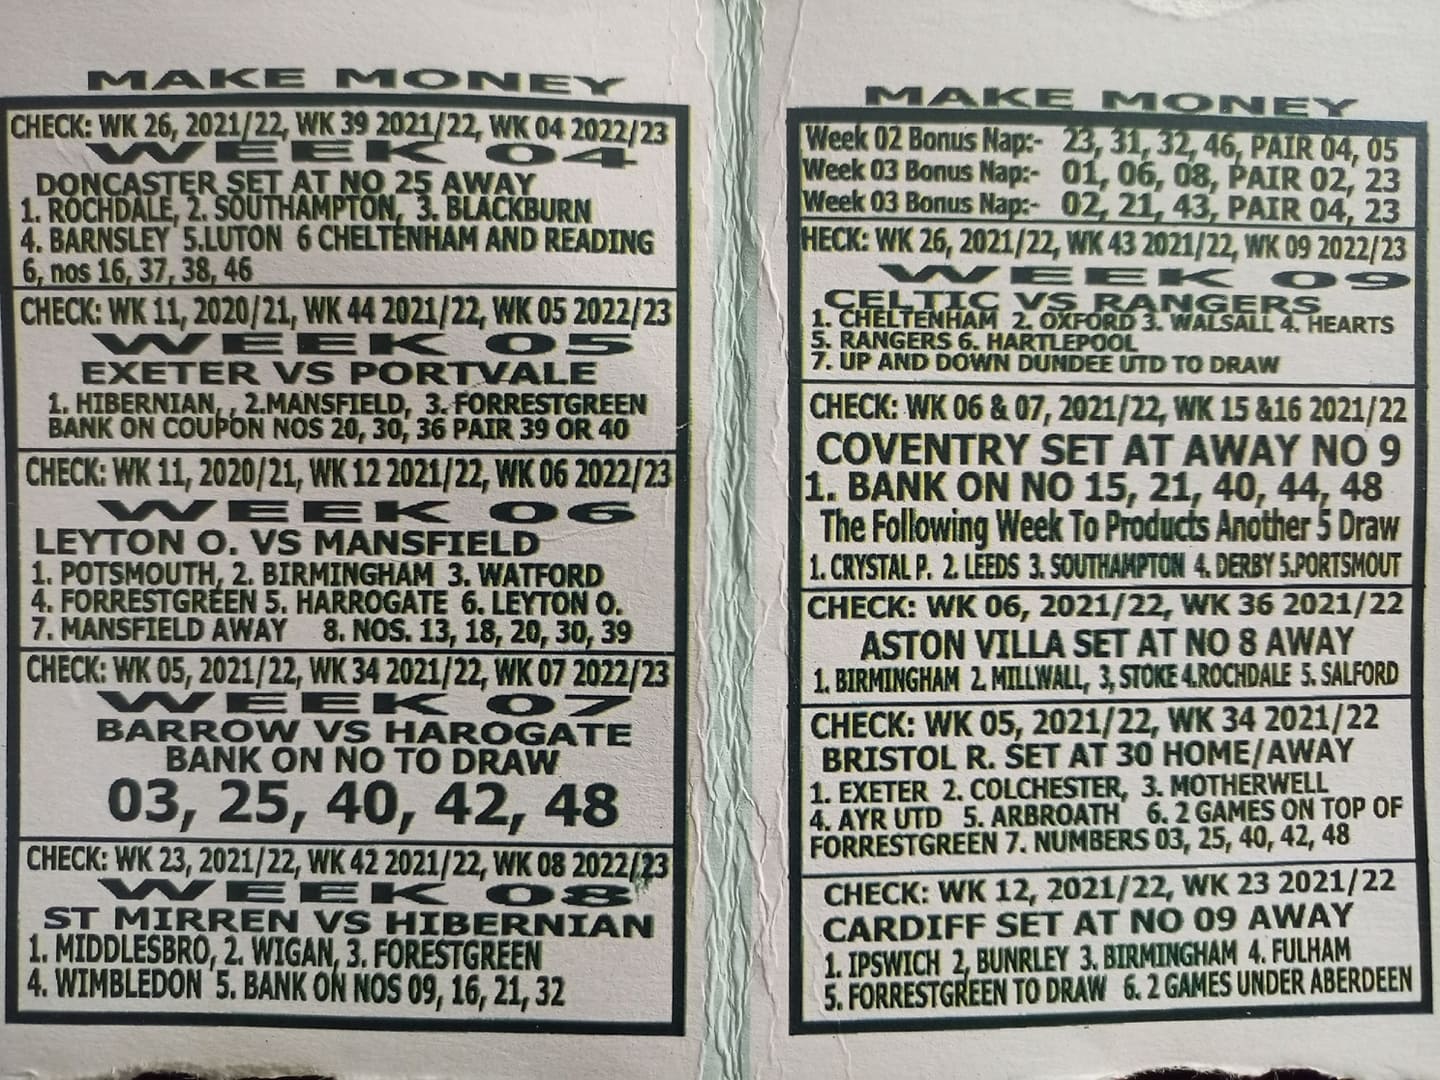 MAKE MONEY
CHECK: WK 26, 2021/22, WK 39 2021/22, WK 04 2022/23
WEEK 04
DONCASTER SET AT NO 25 AWAY
1. ROCHDALE, 2. SOUTHAMPTON, 3. BLACKBURN
4. BARNSLEY 5.LUTON 6 CHELTENHAM AND READING
6, nos 16, 37, 38, 46
CHECK: WK 11, 2020/21, WK 44 2021/22, WK 05 2022/23
WEEK 05
EXETER VS PORTVALE
1. HIBERNIAN, , 2.MANSFIELD, 3. FORRESTGREEN
BANK ON COUPON NOS 20, 30, 36 PAIR 39 OR 40
CHECK: WK 11, 2020/21, WK 12 2021/22, WK 06 2022/23
WEEK 06
LEYTON O. VS MANSFIELD
1. POTSMOUTH, 2. BIRMINGHAM 3. WATFORD
4. FORRESTGREEN 5. HARROGATE 6. LEYTON O.
7. MANSFIELD AWAY 8. NOS. 13, 18, 20, 30, 39
CHECK: WK 05, 2021/22, WK 34 2021/22, WK 07 2022/23
WEEK 07
BARROW VS HAROGATE
BANK ON NO TO DRAW
03, 25, 40, 42, 48
CHECK: WK 23, 2021/22, WK 42 2021/22, WK 08 2022/23
WEEK 08
ST MIRREN VS HIBERNIAN
1. MIDDLESBRO, 2. WIGAN, 3. FORESTGREEN
4. WIMBLEDON 5. BANK ON NOS 09, 16, 21, 32
MAKE MONEY
Week 02 Bonus Nap:- 23, 31, 32, 46, PAIR 04, 05
Week 03 Bonus Nap:- 01, 06, 08, PAIR 02, 23
Week 03 Bonus Nap:- 02, 21, 43, PAIR 04, 23
HECK: WK 26, 2021/22, WK 43 2021/22, WK 09 2022/23
WEEK 09
CELTIC VS RANGERS
1. CHELTENHAM 2. OXFORD 3. WALSALL 4. HEARTS
5. RANGERS 6. HARTLEPOOL
7. UP AND DOWN DUNDEE UTD TO DRAW
CHECK: WK 06 & 07, 2021/22, WK 15 &16 2021/22
COVENTRY SET AT AWAY NO 9
1. BANK ON NO 15, 21, 40, 44, 48
The Following Week To Products Another 5 Draw
1. CRYSTAL P. 2. LEEDS 3. SOUTHAMPTON 4. DERBY 5.PORTSMOUT
CHECK: WK 06, 2021/22, WK 36 2021/22
ASTON VILLA SET AT NO 8 AWAY
1. BIRMINGHAM 2. MILLWALL, 3, STOKE 4.ROCHDALE 5. SALFORD
CHECK: WK 05, 2021/22, WK 34 2021/22
BRISTOL R. SET AT 30 HOME/AWAY
1. EXETER 2. COLCHESTER, 3. MOTHERWELL
4. AYR UTD 5. ARBROATH 6. 2 GAMES ON TOP OF
FORRESTGREEN 7. NUMBERS 03, 25, 40, 42, 48
CHECK: WK 12, 2021/22, WK 23 2021/22
CARDIFF SET AT NO 09 AWAY
1. IPSWICH 2, BUNRLEY 3. BIRMINGHAM 4. FULHAM
5. FORRESTGREEN TO DRAW 6. 2 GAMES UNDER ABERDEEN